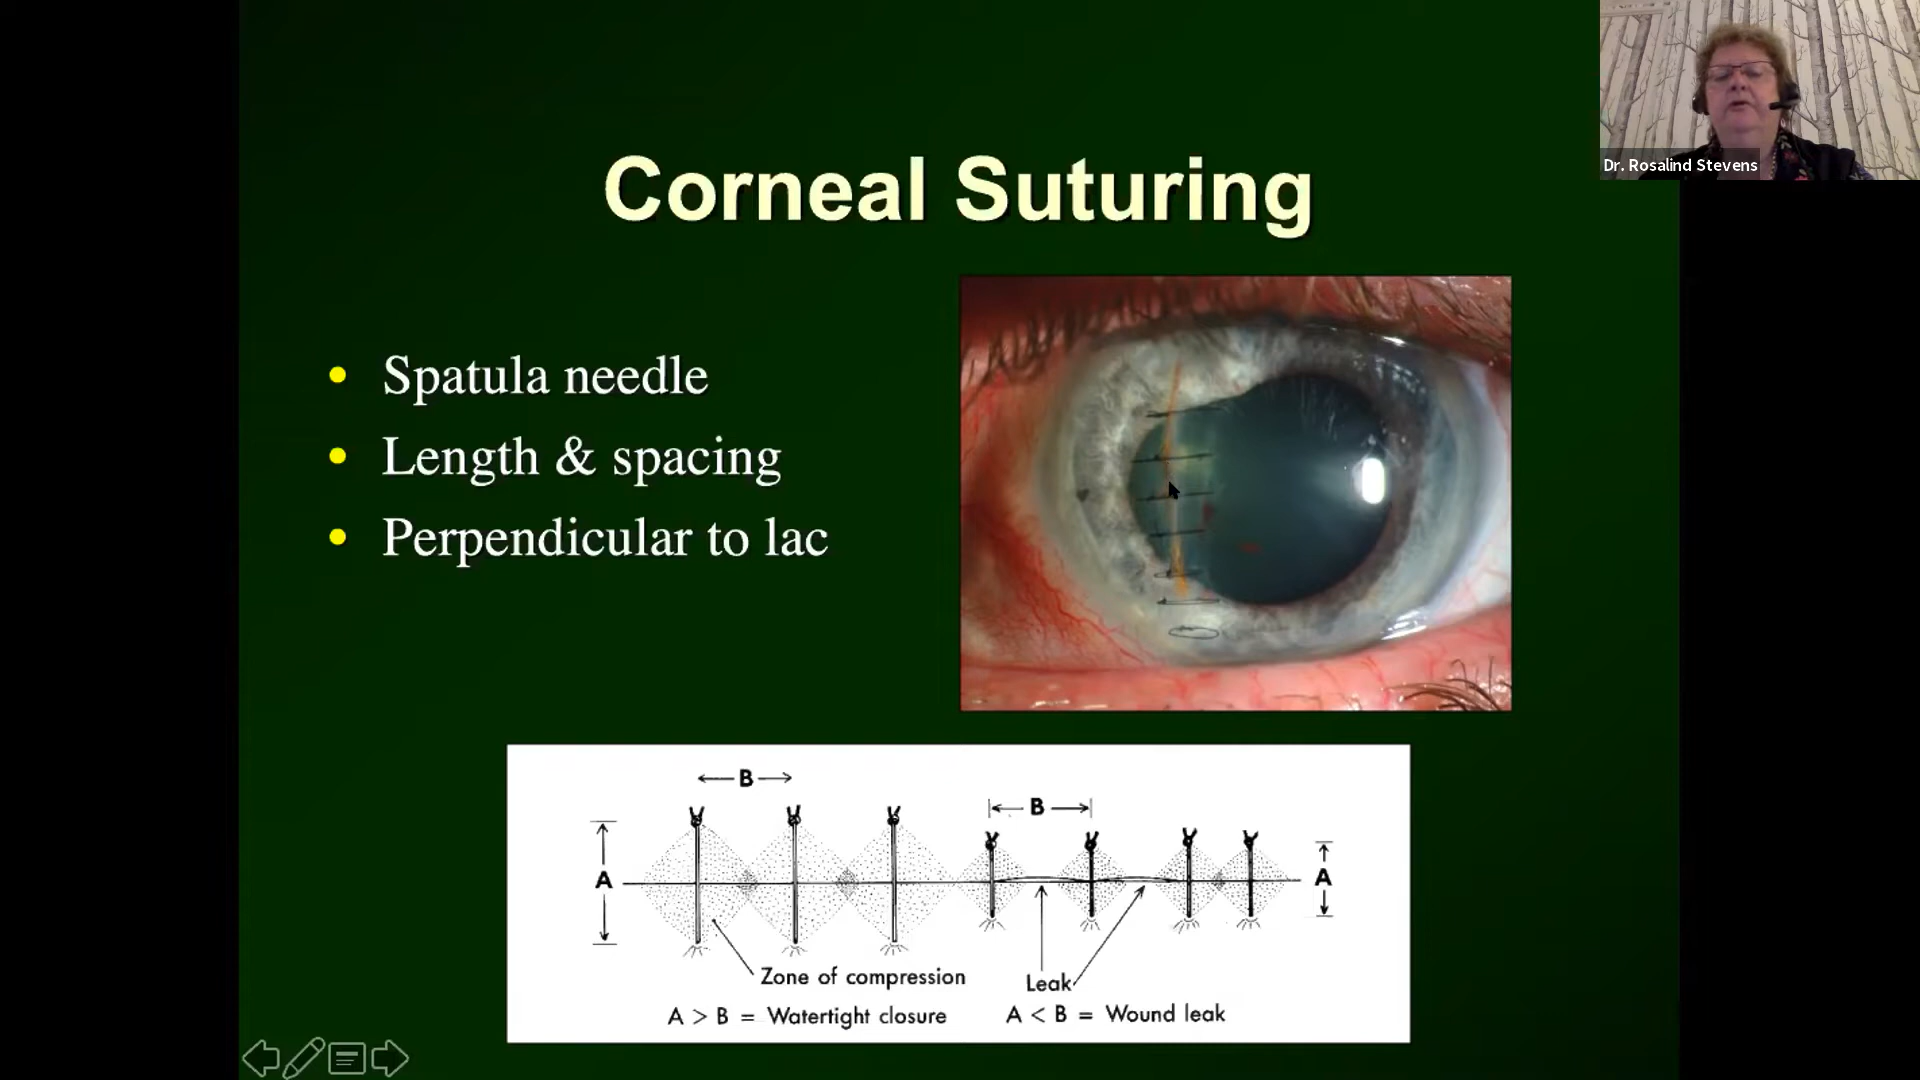 Dr. Rosalind Stevens
Corneal Suturing
• Spatula needle
• Length & spacing
• Perpendicular to lac
B
B
A
A
Zone of compression
Leak
A > B = Watertight closure
A < B = Wound leak